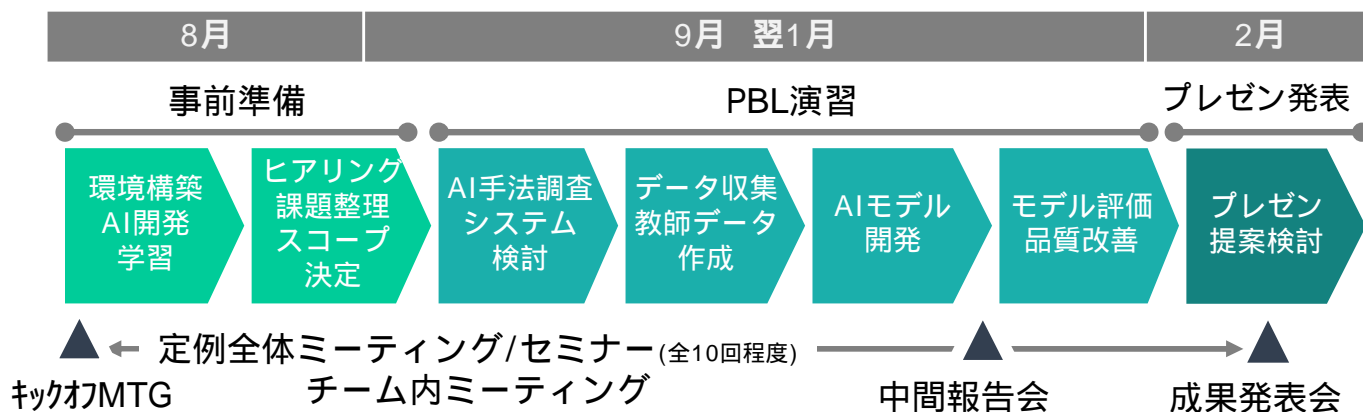 8月
9月 翌1月
2月
事前準備
PBL演習
プレゼン発表
環境構築
AI開発
学習
ヒアリング
課題整理
スコープ
決定
AI手法調査
システム
検討
データ収集
教師データ
作成
AIモデル
開発
モデル評価
品質改善
プレゼン
提案検討
定例全体ミーティング/セミナー(全10回程度)
チーム内ミーティング
ｷｯｸｵﾌMTG
中間報告会
成果発表会